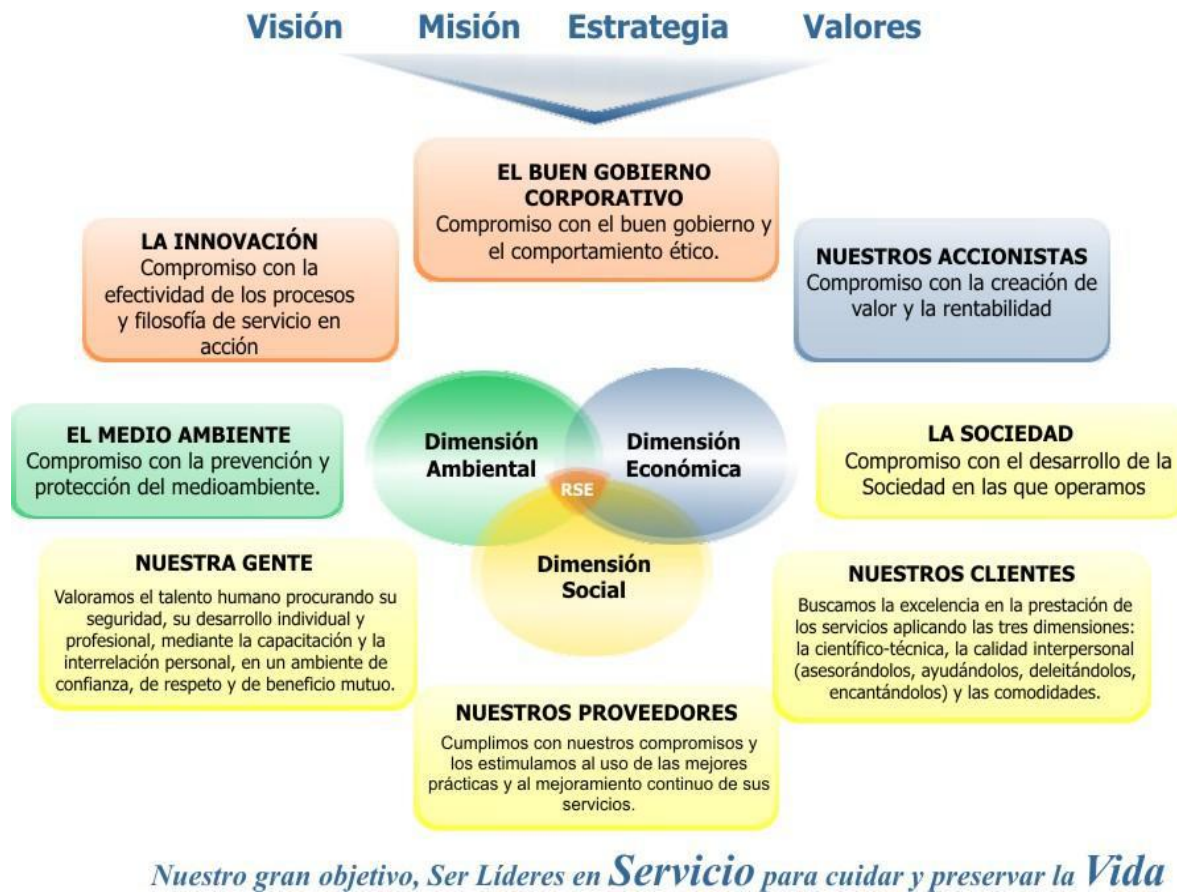 Visión Misión Estrategia Valores
EL BUEN GOBIERNO
CORPORATIVO
Compromiso con el buen gobierno y
el comportamiento ético.
LA INNOVACIÓN
Compromiso con la
efectividad de los procesos
y filosofía de servicio en
acción
NUESTROS ACCIONISTAS
Compromiso con la creación de
valor y la rentabilidad
EL MEDIO AMBIENTE
Compromiso con la prevención y
protección del medioambiente.
Dimensión
Ambiental
Dimensión
Económica
RSE
Dimensión
Social
LA SOCIEDAD
Compromiso con el desarrollo de la
Sociedad en las que operamos
NUESTRA GENTE
Valoramos el talento humano procurando su
seguridad, su desarrollo individual y
profesional, mediante la capacitación y la
interrelación personal, en un ambiente de
confianza, de respeto y de beneficio mutuo.
NUESTROS CLIENTES
Buscamos la excelencia en la prestación de
los servicios aplicando las tres dimensiones:
la científico-técnica, la calidad interpersonal
(asesorándolos, ayudándolos, deleitándolos,
encantándolos) y las comodidades.
NUESTROS PROVEEDORES
Cumplimos con nuestros compromisos y
los estimulamos al uso de las mejores
prácticas y al mejoramiento continuo de sus
servicios.
Nuestro gran objetivo, Ser Líderes en Servicio para cuidar y preservar la Vida